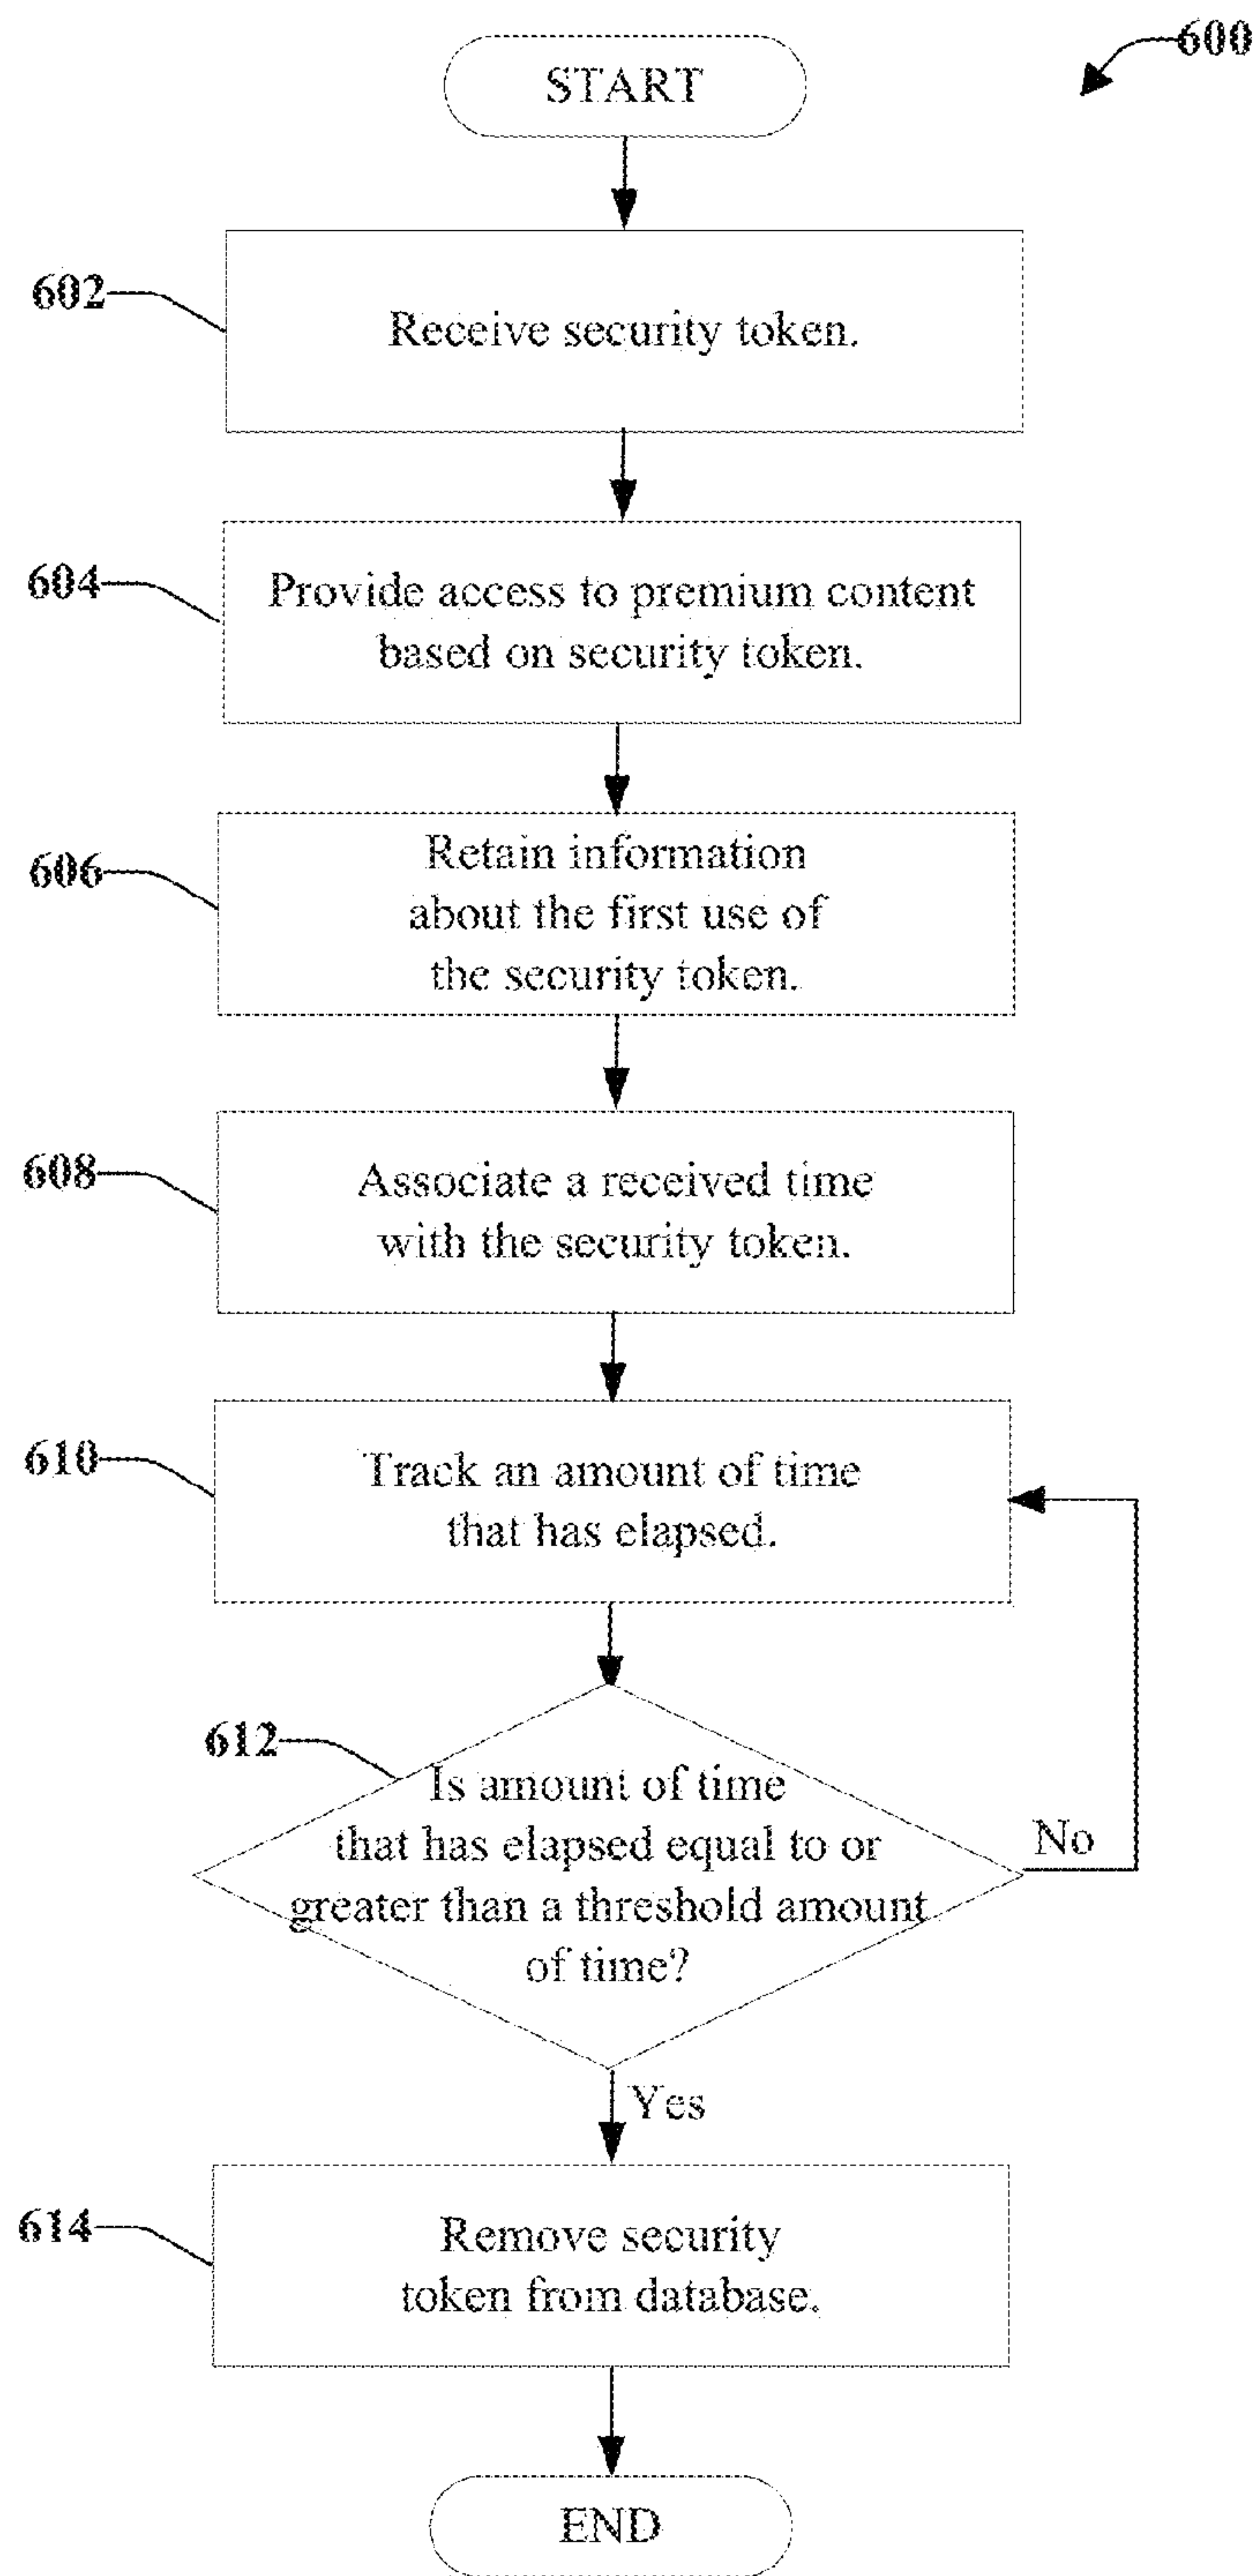 600
START
602
Receive security token.
604
Provide access to premium content
based on security token.
606
Retain information
about the first use of
the security token.
608
Associate a received time
with the security token.
610
Track an amount of time
that has elapsed.
612
Is amount of time
that has elapsed equal to or
greater than a threshold amount
of time?
No
Yes
614
Remove security
token from database.
END